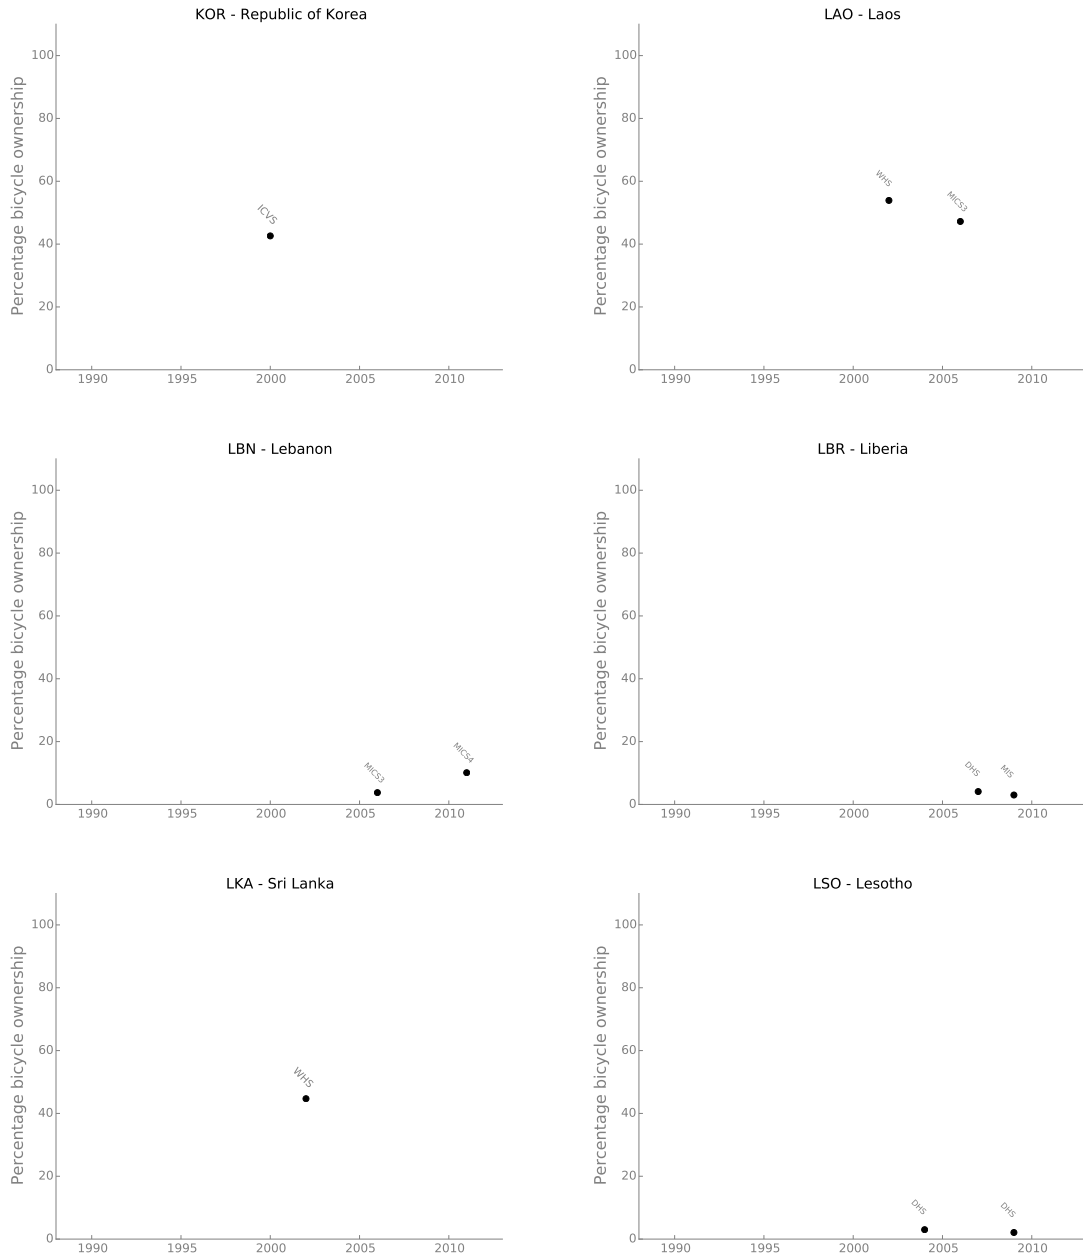 KOR - Republic of Korea
Percentage bicycle ownership
100
80
60
40
20
0
ICVS
1990 1995 2000 2005 2010
LAO - Laos
Percentage bicycle ownership
100
80
60
40
20
0
WHS
MICS3
1990 1995 2000 2005 2010
LBN - Lebanon
Percentage bicycle ownership
100
80
60
40
20
0
MICS3
MICS4
1990 1995 2000 2005 2010
LBR - Liberia
Percentage bicycle ownership
100
80
60
40
20
0
DHS
MIS
1990 1995 2000 2005 2010
LKA - Sri Lanka
Percentage bicycle ownership
100
80
60
40
20
0
WHS
1990 1995 2000 2005 2010
LSO - Lesotho
Percentage bicycle ownership
100
80
60
40
20
0
DHS
DHS
1990 1995 2000 2005 2010